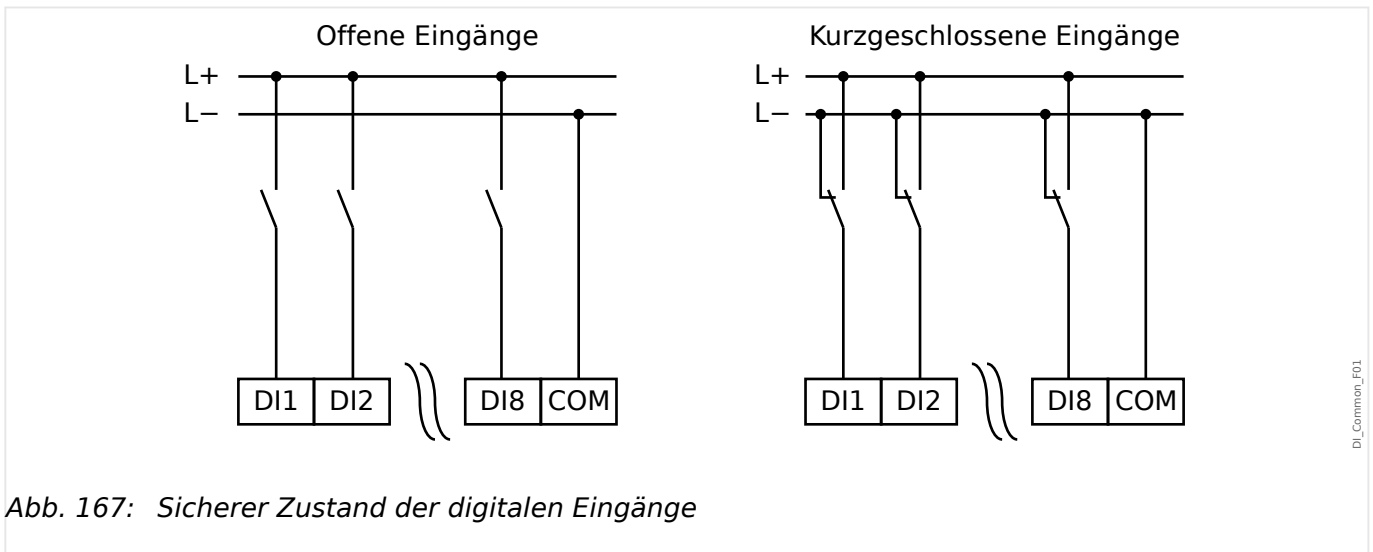 Offene Eingänge
Kurzgeschlossene Eingänge
L+
L−
L+
L−
DI1 DI2 DI8 COM
DI1 DI2 DI8 COM
DI_Common_F01
Abb. 167: Sicherer Zustand der digitalen Eingänge